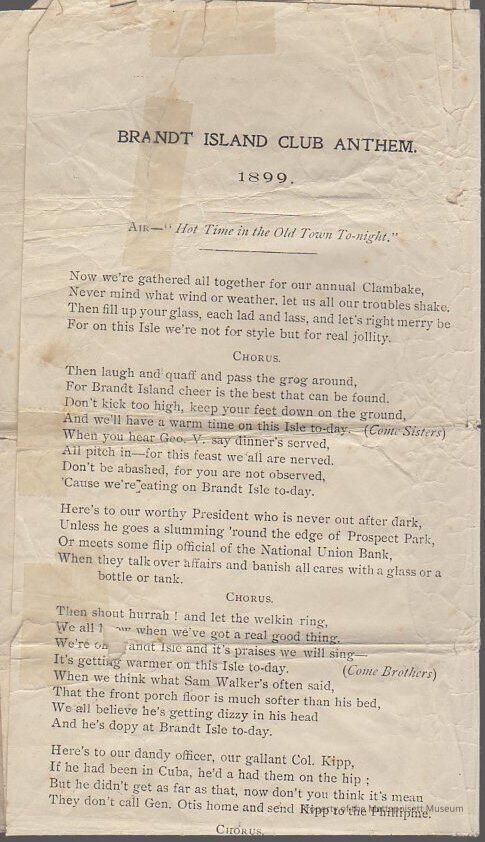 BRANDT ISLAND CLUB ANTHEM.
1899.
AIR—"Hot Time in the Old Town To-night."
Now we're gathered all together for our annual Clambake,
Never mind what wind or weather, let us all our troubles shake.
Then fill up your glass, each lad and lass, and let's right merry be
For on this Isle we're not for style but for real jollity.
CHORUS.
Then laugh and quaff and pass the grog around,
For Brandt Island cheer is the best that can be found.
Don't kick too high, keep your feet down on the ground,
And we'll have a warm time on this Isle to-day. (Come Sisters)
When you hear Geo. V. say dinner's served,
All pitch in—for this feast we all are nerved.
Don't be abashed, for you are not observed,
'Cause we're eating on Brandt Isle to-day.
Here's to our worthy President who is never out after dark,
Unless he goes a slumming 'round the edge of Prospect Park,
Or meets some flip official of the National Union Bank,
When they talk over affairs and banish all cares with a glass or a
bottle or tank.
CHORUS.
Then shout hurrah ! and let the welkin ring,
We all when we've got a real good thing.
We're on andt Isle and it's praises we will sing—
It's getting warmer on this Isle to-day. (Come Brothers)
When we think what Sam Walker's often said,
That the front porch floor is much softer than his bed,
We all believe he's getting dizzy in his head
And he's dopy at Brandt Isle to-day.
Here's to our dandy officer, our gallant Col. Kipp,
If he had been in Cuba, he'd a had them on the hip ;
But he didn't get as far as that, now don't you think it's mean
They don't call Gen. Otis home and send Kipp to the Phillipine.
Property of the Mattapoisett Museum
CHORUS.